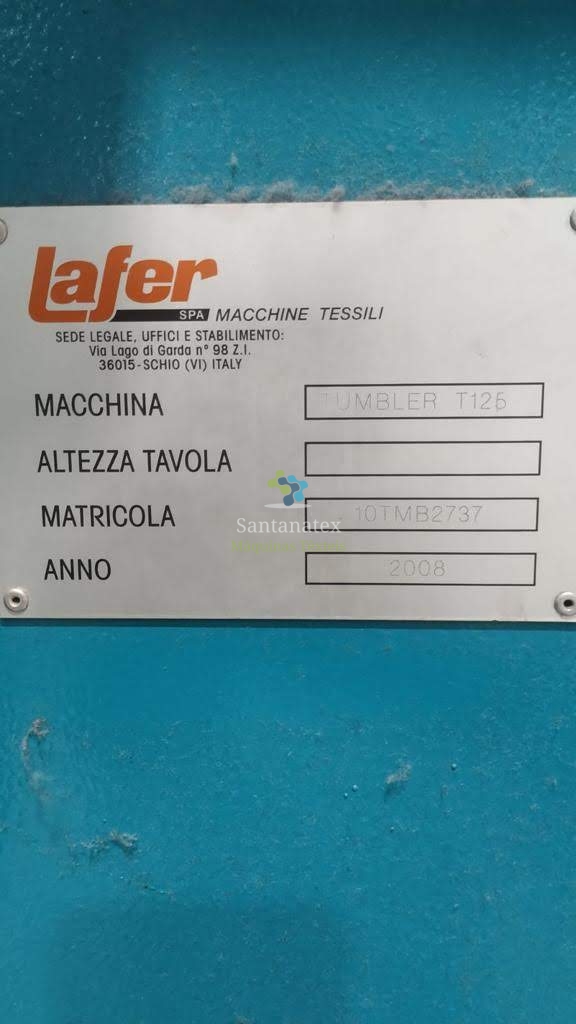 Lafer
SPA MACCHINE TESSILI
SEDE LEGALE, UFFICI E STABILIMENTO:
Via Lago di Garda n° 98 Z.I.
36015-SCHIO (VI) ITALY
MACCHINA TUMBLER
ALTEZZA TAVOLA
Santanatex
MATRICOLA 10TMB2737
ANNO 2008